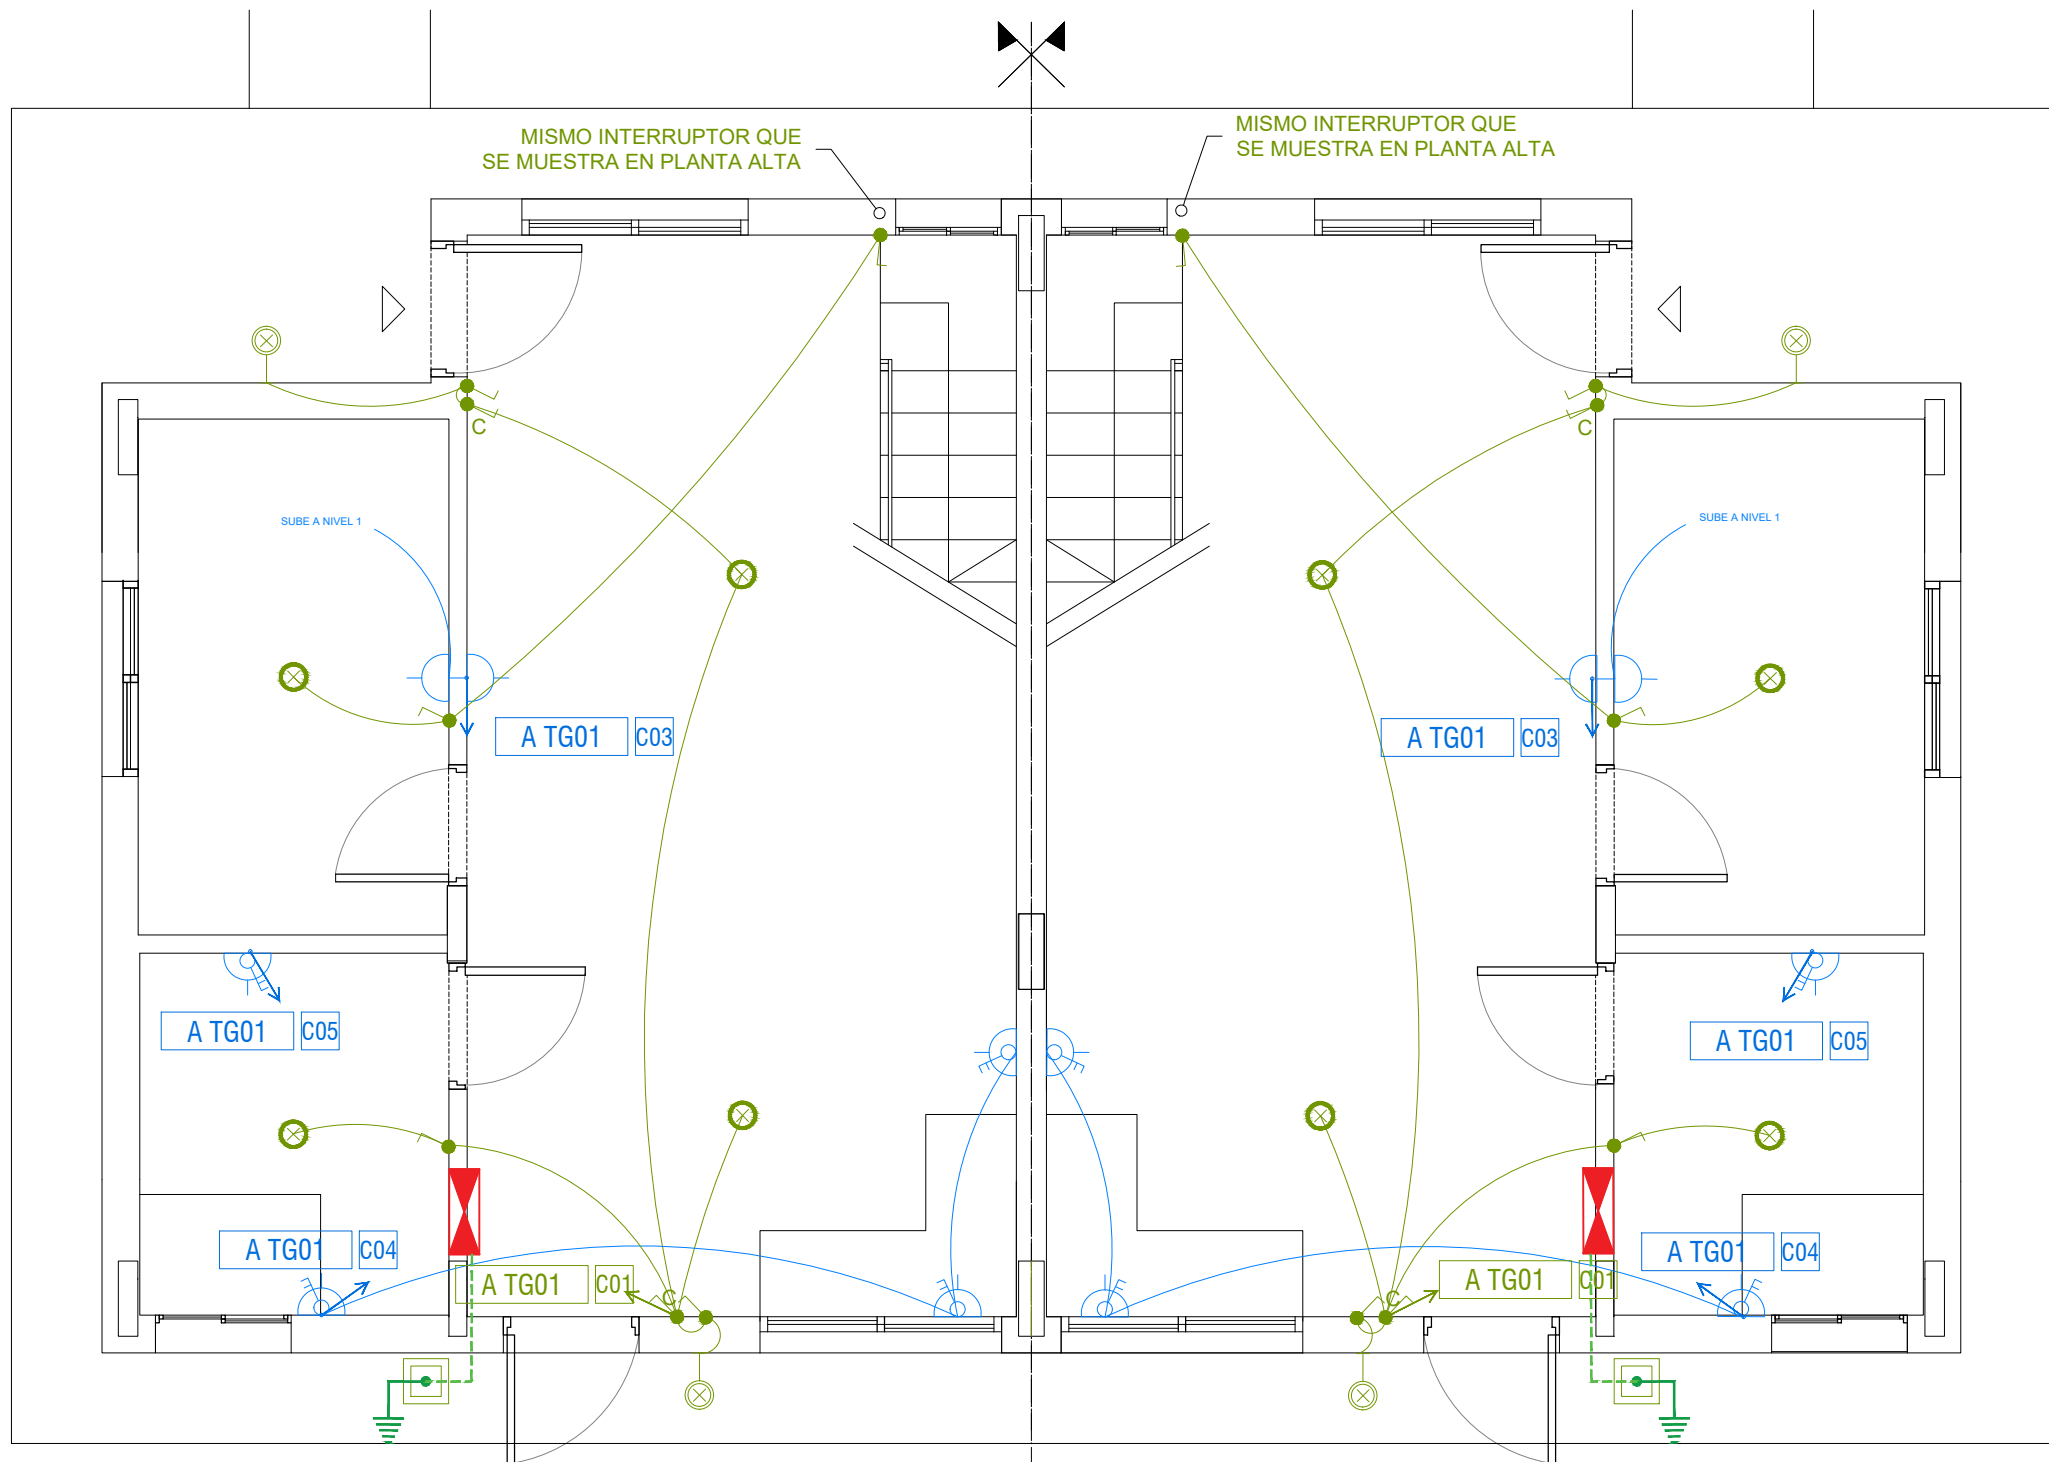 MISMO INTERRUPTOR QUE
SE MUESTRA EN PLANTA ALTA
MISMO INTERRUPTOR QUE
SE MUESTRA EN PLANTA ALTA
C
C
SUBE A NIVEL 1
SUBE A NIVEL 1
A TG01 C03
A TG01 C03
A TG01 C05
A TG01 C05
A TG01 C04
A TG01 C04
A TG01 C01
C
C
A TG01 C01